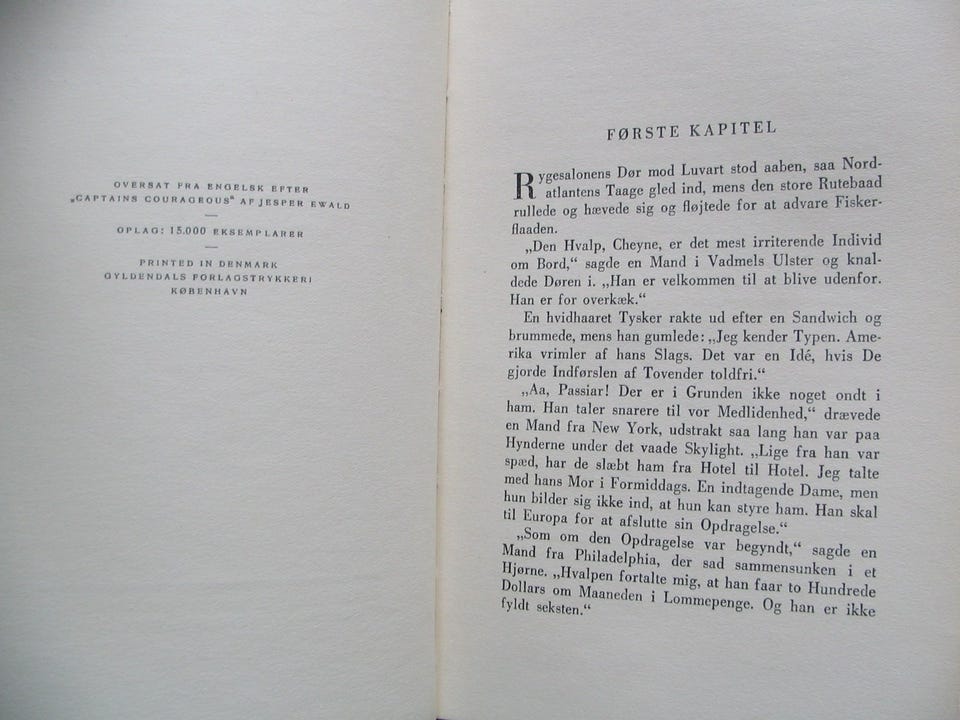 OVERSAT FRA ENGELSK EFTER
„CAPTAINS COURAGEOUS“ AF JESPER EWALD
OPLAG: 15.000 EKSEMPLARER
PRINTED IN DENMARK
GYLDENDALS FORLAGSTRYKKERI
KØBENHAVN
FØRSTE KAPITEL
Rygesalonens Dør mod Luvart stod aaben, saa Nord-
atlantens Taage gled ind, mens den store Rutebaad
rullede og hævede sig og fløjtede for at advare Fisker-
flaaden.
„Den Hvalp, Cheyne, er det mest irriterende Individ
om Bord,“ sagde en Mand i Vadmels Ulster og knal-
dede Døren i. „Han er velkommen til at blive udenfor.
Han er for overkæk.“
En hvidhaaret Tysker rakte ud efter en Sandwich og
brummede, mens han gumlede: „Jeg kender Typen. Ame-
rika vrimler af hans Slags. Det var en Idé, hvis De
gjorde Indførslen af Tovender toldfri.“
„Aa, Passiar! Der er i Grunden ikke noget ondt i
ham. Han taler snarere til vor Medlidenhed,“ drævede
en Mand fra New York, udstrakt saa lang han var paa
Hynderne under det vaade Skylight. „Lige fra han var
spæd, har de slæbt ham fra Hotel til Hotel. Jeg talte
med hans Mor i Formiddags. En indtagende Dame, men
hun bilder sig ikke ind, at hun kan styre ham. Han skal
til Europa for at afslutte sin Opdragelse.“
„Som om den Opdragelse var begyndt,“ sagde en
Mand fra Philadelphia, der sad sammensunken i et
Hjørne. „Hvalpen fortalte mig, at han faar to Hundrede
Dollars om Maaneden i Lommepenge. Og han er ikke
fyldt seksten.“